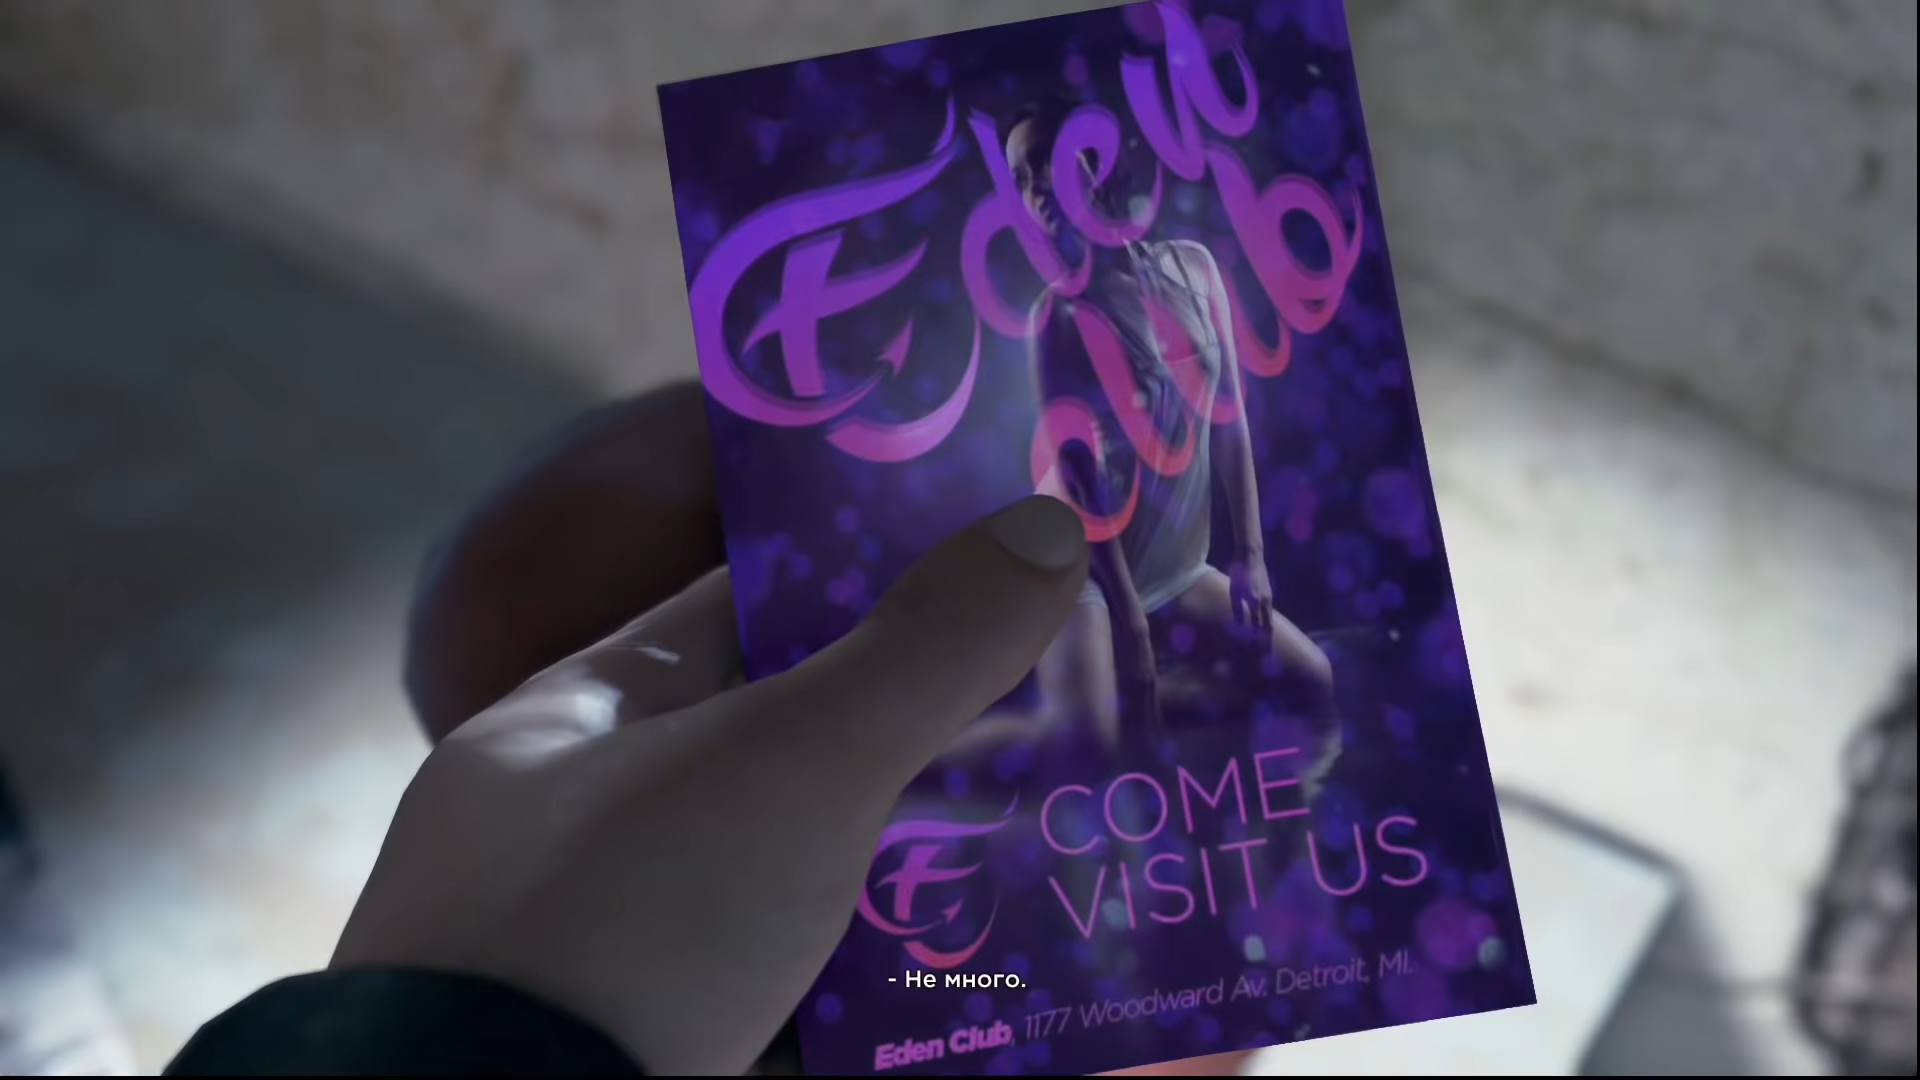 Eden
club
COME
VISIT US
- Не много.
Eden Club, 1177 Woodward Av. Detroit, MI.